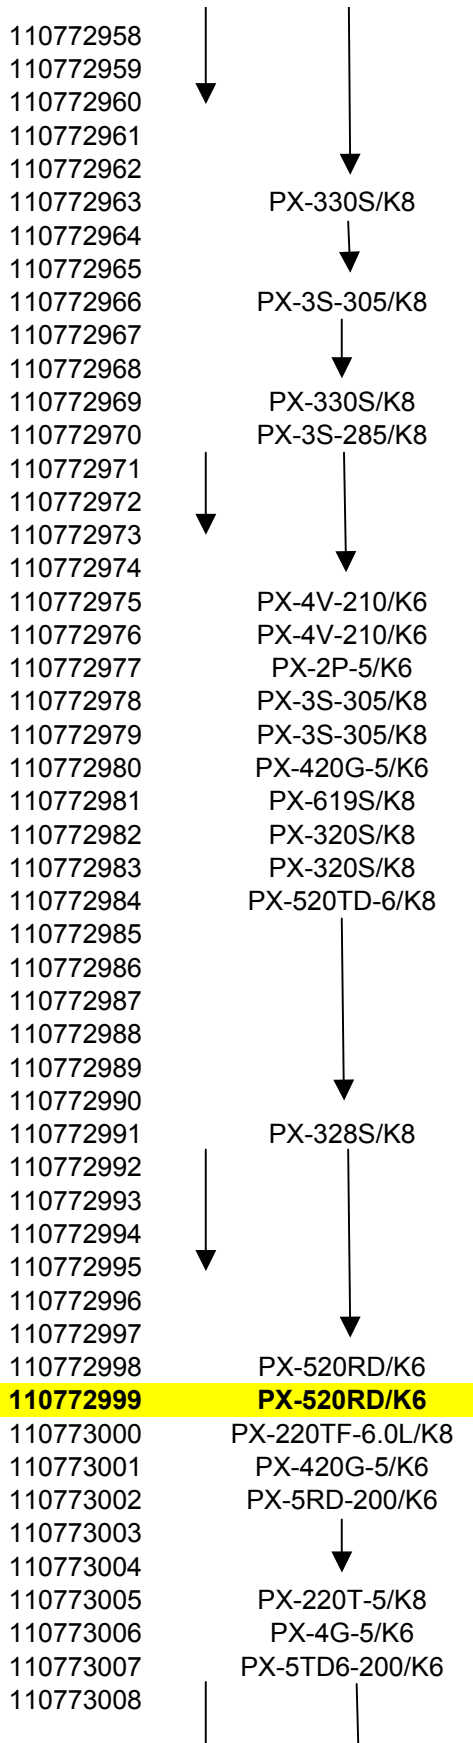 110772958
110772959
110772960
110772961
110772962
110772963 PX-330S/K8
110772964
110772965
110772966 PX-3S-305/K8
110772967
110772968
110772969 PX-330S/K8
110772970 PX-3S-285/K8
110772971
110772972
110772973
110772974
110772975 PX-4V-210/K6
110772976 PX-4V-210/K6
110772977 PX-2P-5/K6
110772978 PX-3S-305/K8
110772979 PX-3S-305/K8
110772980 PX-420G-5/K6
110772981 PX-619S/K8
110772982 PX-320S/K8
110772983 PX-320S/K8
110772984 PX-520TD-6/K8
110772985
110772986
110772987
110772988
110772989
110772990
110772991 PX-328S/K8
110772992
110772993
110772994
110772995
110772996
110772997
110772998 PX-520RD/K6
110772999 PX-520RD/K6
110773000 PX-220TF-6.0L/K8
110773001 PX-420G-5/K6
110773002 PX-5RD-200/K6
110773003
110773004
110773005 PX-220T-5/K8
110773006 PX-4G-5/K6
110773007 PX-5TD6-200/K6
110773008